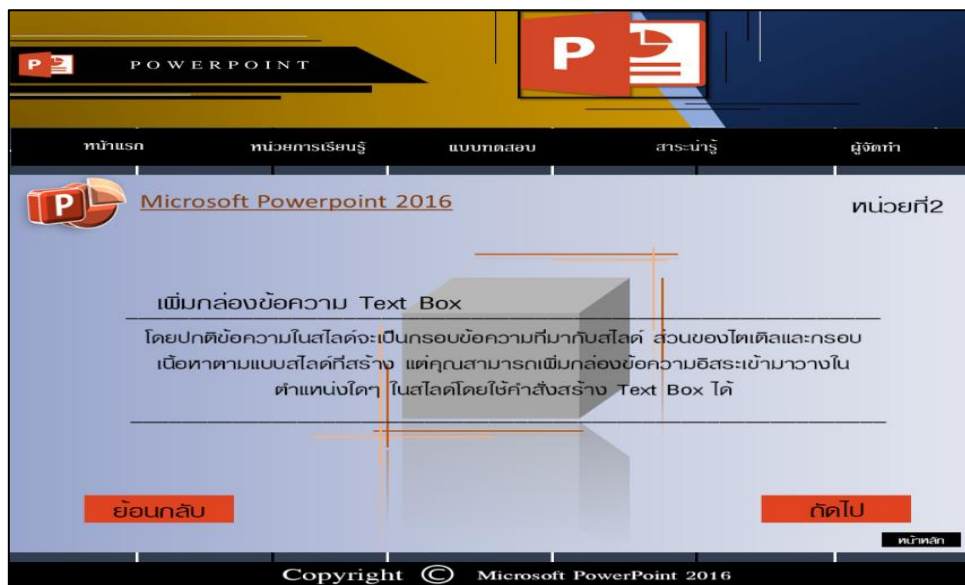 P
P
POWERPOINT
หน้าแรก หน่วยการเรียนรู้ แบบทดสอบ สาระน่ารู้ ผู้จัดทำ
P
Microsoft Powerpoint 2016
หน่วยที่2
เพิ่มกล่องข้อความ Text Box
โดยปกติข้อความในสไลด์จะเป็นกรอบข้อความที่มากับสไลด์ ส่วนของไตเติลและกรอบ
เนื้อหาตามแบบสไลด์ที่สร้าง แต่คุณสามารถเพิ่มกล่องข้อความอิสระเข้ามาวางใน
ตำแหน่งใดๆ ในสไลด์โดยใช้คำสั่งสร้าง Text Box ได้
ย้อนกลับ
ถัดไป
หน้าหลัก
Copyright © Microsoft PowerPoint 2016